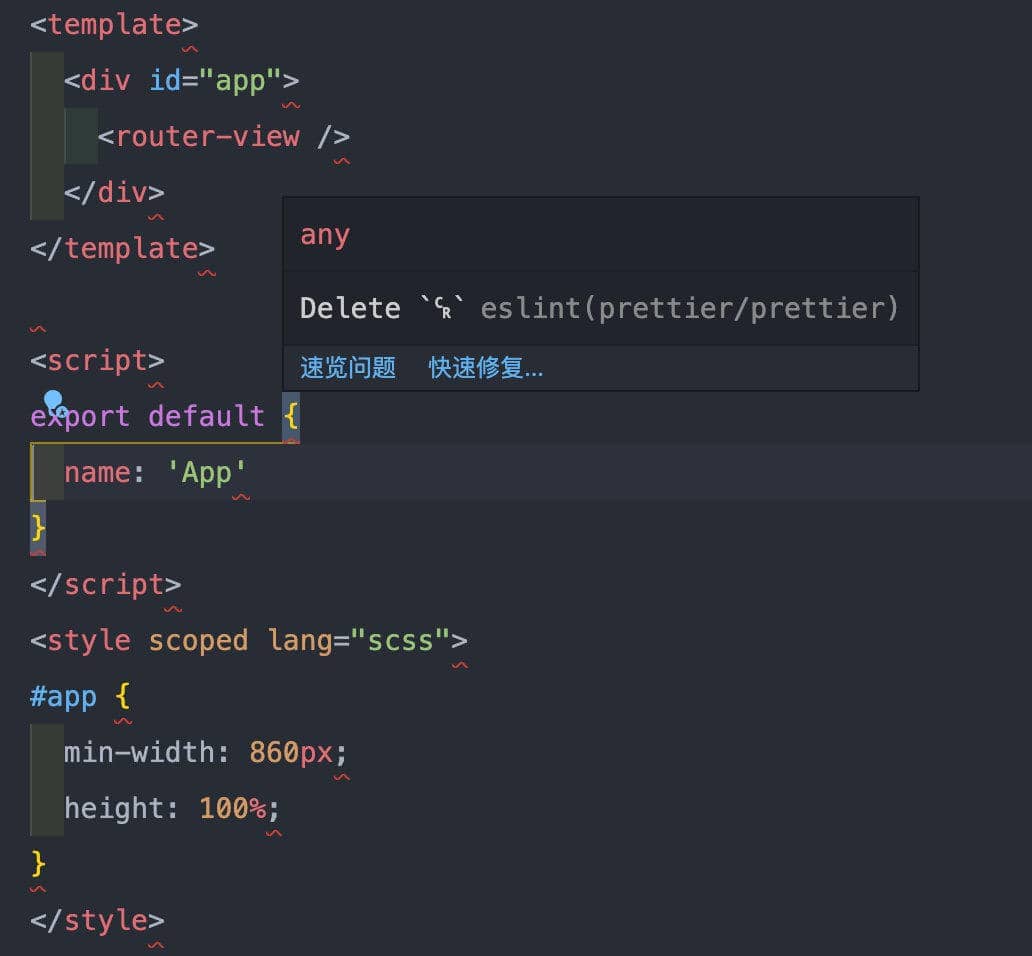 <template>
<div id="app">
<router-view />
</div>
</template>
any
Delete `␍` eslint(prettier/prettier)
速览问题 快速修复...
<script>
export default {
name: 'App'
}
</script>
<style scoped lang="scss">
#app {
min-width: 860px;
height: 100%;
}
</style>